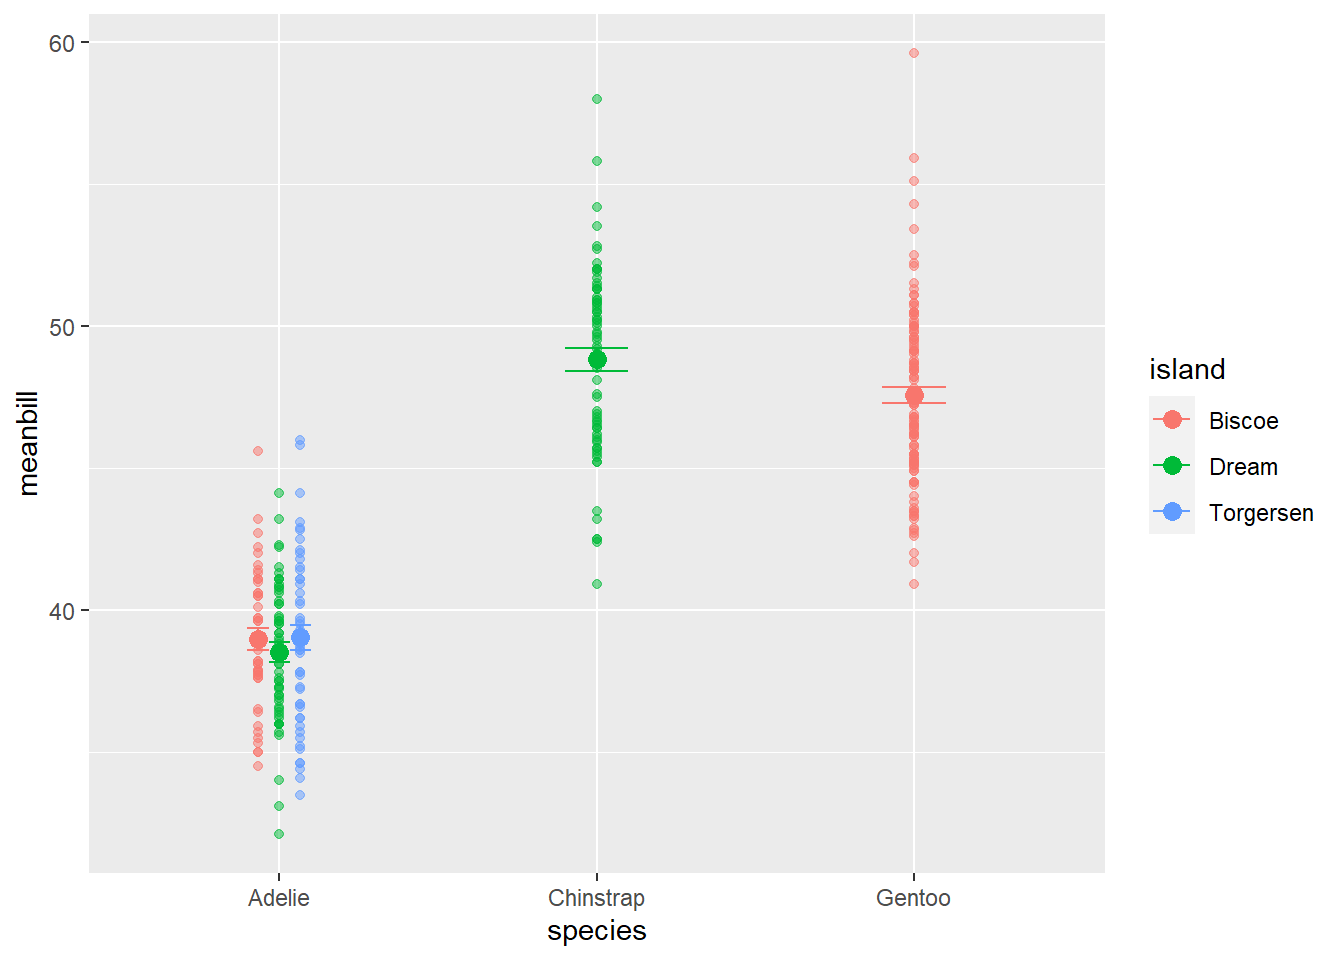 60
50
40
meanbill
Adelie
Chinstrap
Gentoo
species
island
Biscoe
Dream
Torgersen